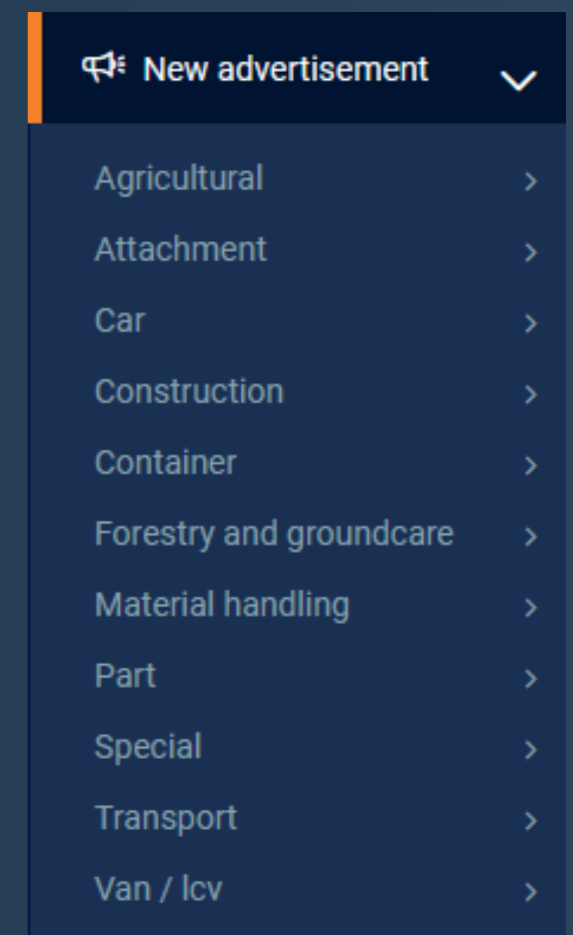 New advertisement
Agricultural
Attachment
Car
Construction
Container
Forestry and groundcare
Material handling
Part
Special
Transport
Van / lcv